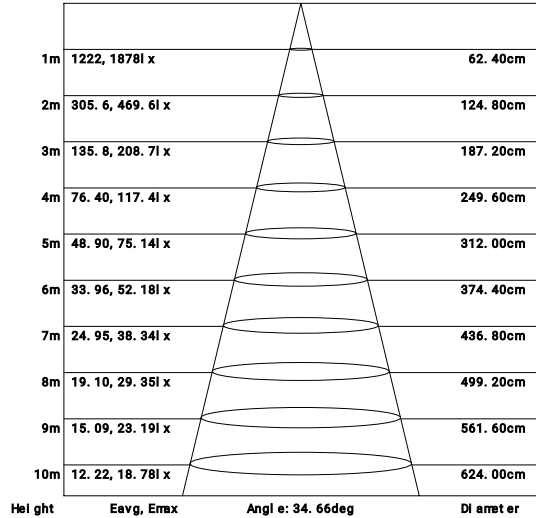 1m 1222, 1878lx 62.40cm
2m 305.6, 469.6lx 124.80cm
3m 135.8, 208.7lx 187.20cm
4m 76.40, 117.4lx 249.60cm
5m 48.90, 75.14lx 312.00cm
6m 33.96, 52.18lx 374.40cm
7m 24.95, 38.34lx 436.80cm
8m 19.10, 29.35lx 499.20cm
9m 15.09, 23.19lx 561.60cm
10m 12.22, 18.78lx 624.00cm
Height Eavg, Emax Angle: 34.66deg Diameter